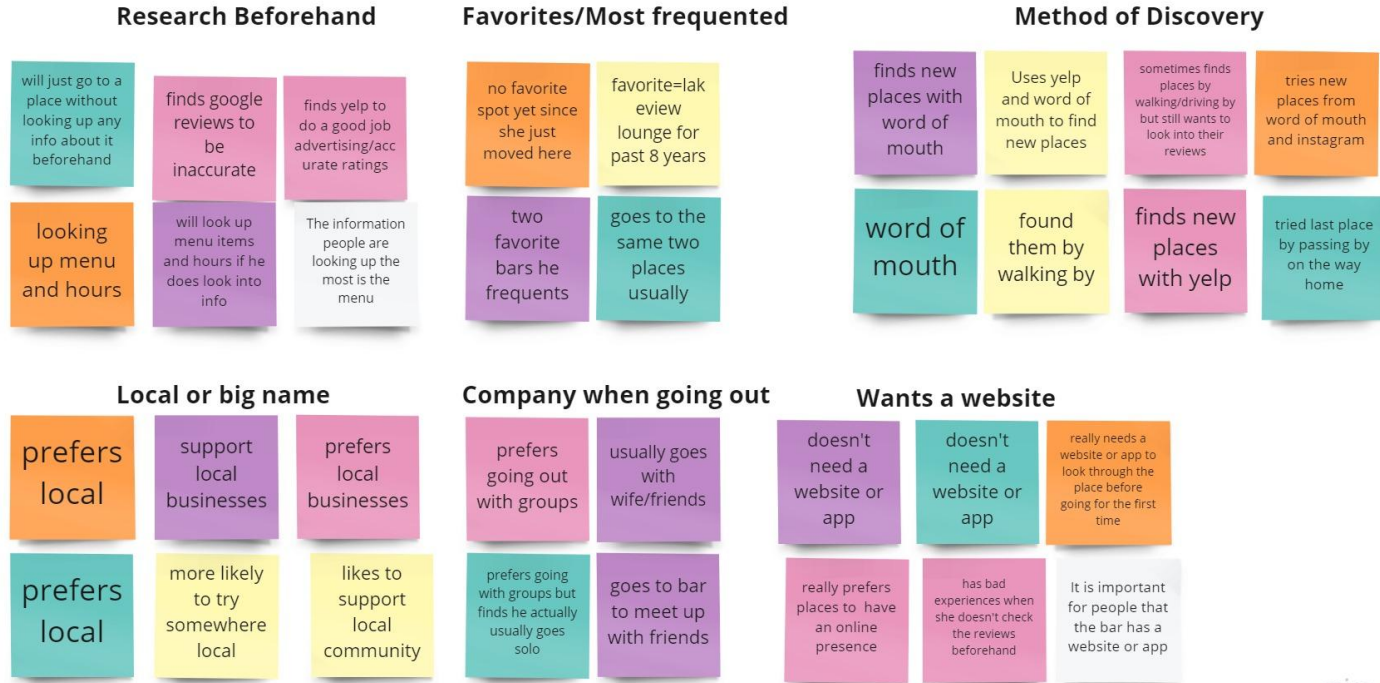 Research Beforehand
will just go to a
place without
looking up any
info about it
beforehand
finds google
reviews to
be
inaccurate
finds yelp to
do a good job
advertising/acc
urate ratings
looking
up menu
and hours
will look up
menu items
and hours if he
does look into
info
The information
people are
looking up the
most is the
menu
Favorites/Most frequented
no favorite
spot yet since
she just
moved here
favorite=lak
eview
lounge for
past 8 years
two
favorite
bars he
frequents
goes to the
same two
places
usually
Method of Discovery
finds new
places with
word of
mouth
Uses yelp
and word of
mouth to find
new places
sometimes finds
places by
walking/driving by
but still wants to
look into their
reviews
tries new
places from
word of mouth
and instagram
word of
mouth
found
them by
walking by
finds new
places
with yelp
tried last place
by passing by
on the way
home
Local or big name
prefers
local
support
local
businesses
prefers
local
businesses
prefers
local
more likely
to try
somewhere
local
likes to
support
local
community
Company when going out
prefers
going out
with groups
usually goes
with
wife/friends
prefers going
with groups but
finds he actually
usually goes
solo
goes to bar
to meet up
with friends
Wants a website
doesn't
need a
website or
app
doesn't
need a
website or
app
really needs a
website or app to
look through the
place before
going for the first
time
really prefers
places to have
an online
presence
has bad
experiences when
she doesn't check
the reviews
beforehand
It is important
for people that
the bar has a
website or app